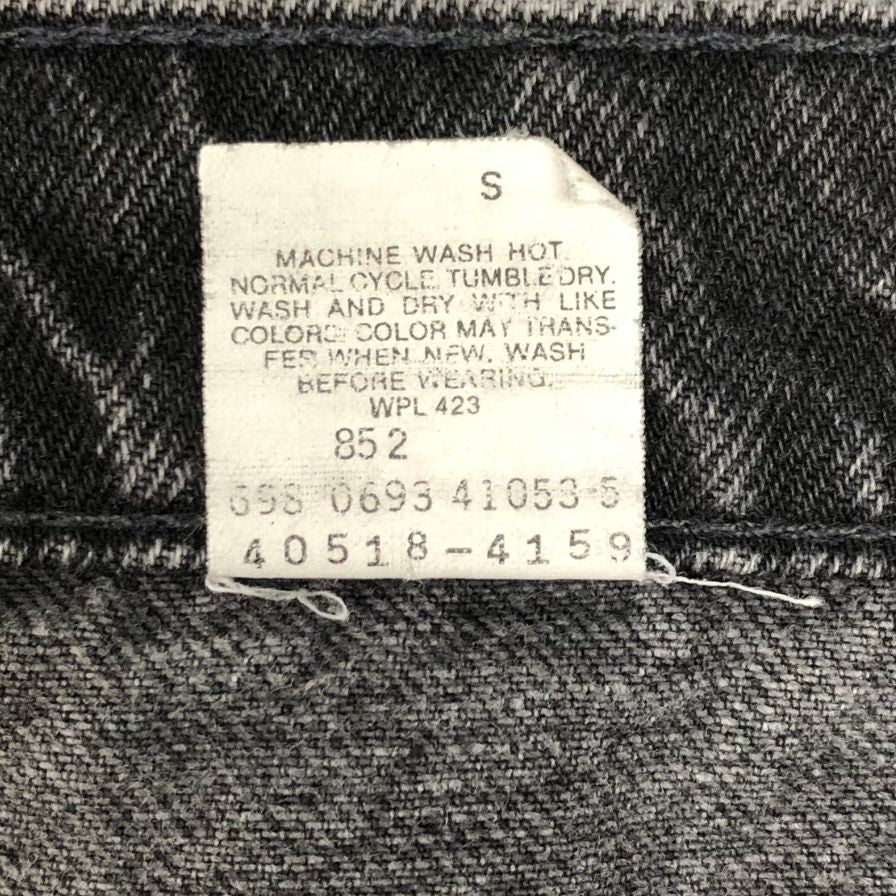 S
MACHINE WASH HOT.
NORMAL CYCLE. TUMBLE DRY.
WASH AND DRY WITH LIKE
COLORS. COLOR MAY TRANS-
FER WHEN NEW. WASH
BEFORE WEARING.
WPL 423
852
698 0693 41053-5
40518-4159